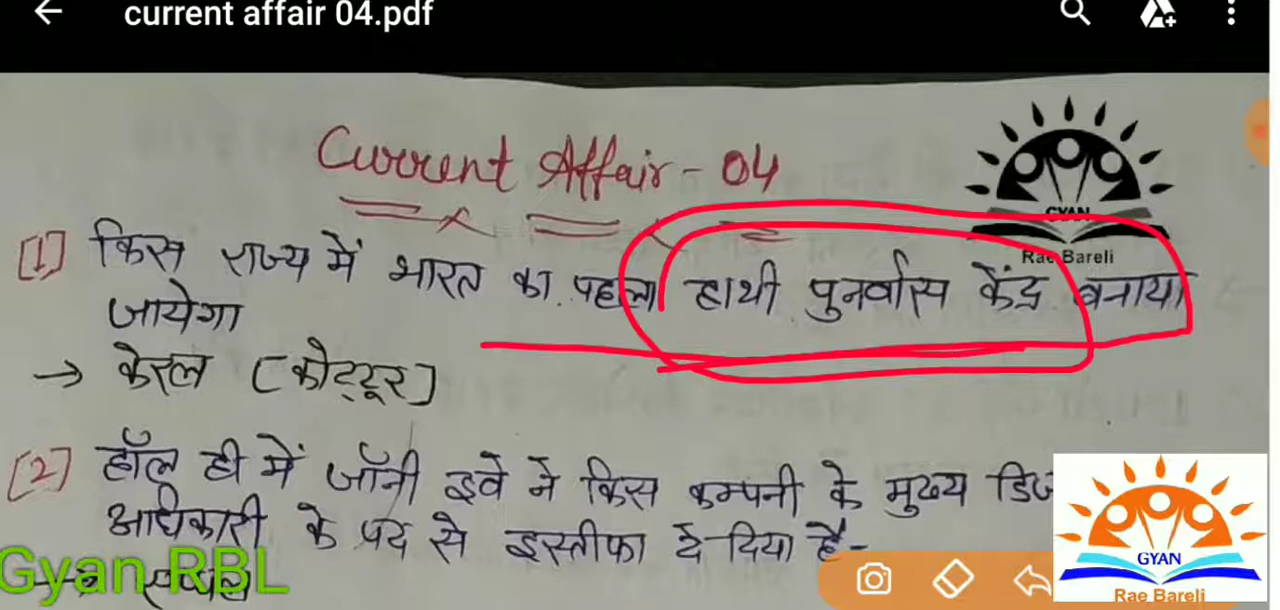 current affair 04.pdf
Current Affair - 04
GYAN
Rae Bareli
[1] किस राज्य में भारत का पहला हाथी पुनर्वास केंद्र बनाया
जायेगा
→ केरल (कोट्टूर)
[2] हॉल ही में जॉनी इवे ने किस कम्पनी के मुख्य
आधिकारी के पद से इस्तीफा दे दिया है-
Gyan RBL
GYAN
Rae Bareli